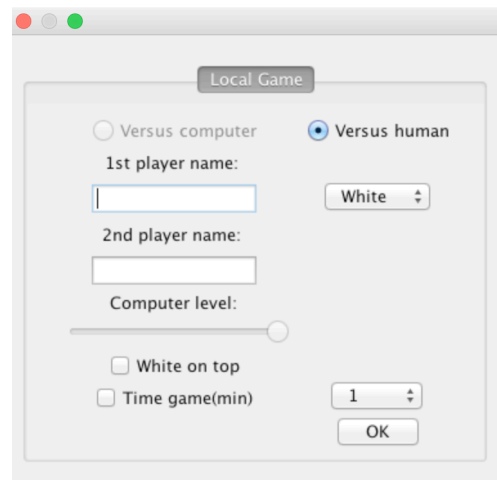 Local Game
Versus computer Versus human
1st player name:
White
2nd player name:
Computer level:
White on top
Time game(min) 1
OK